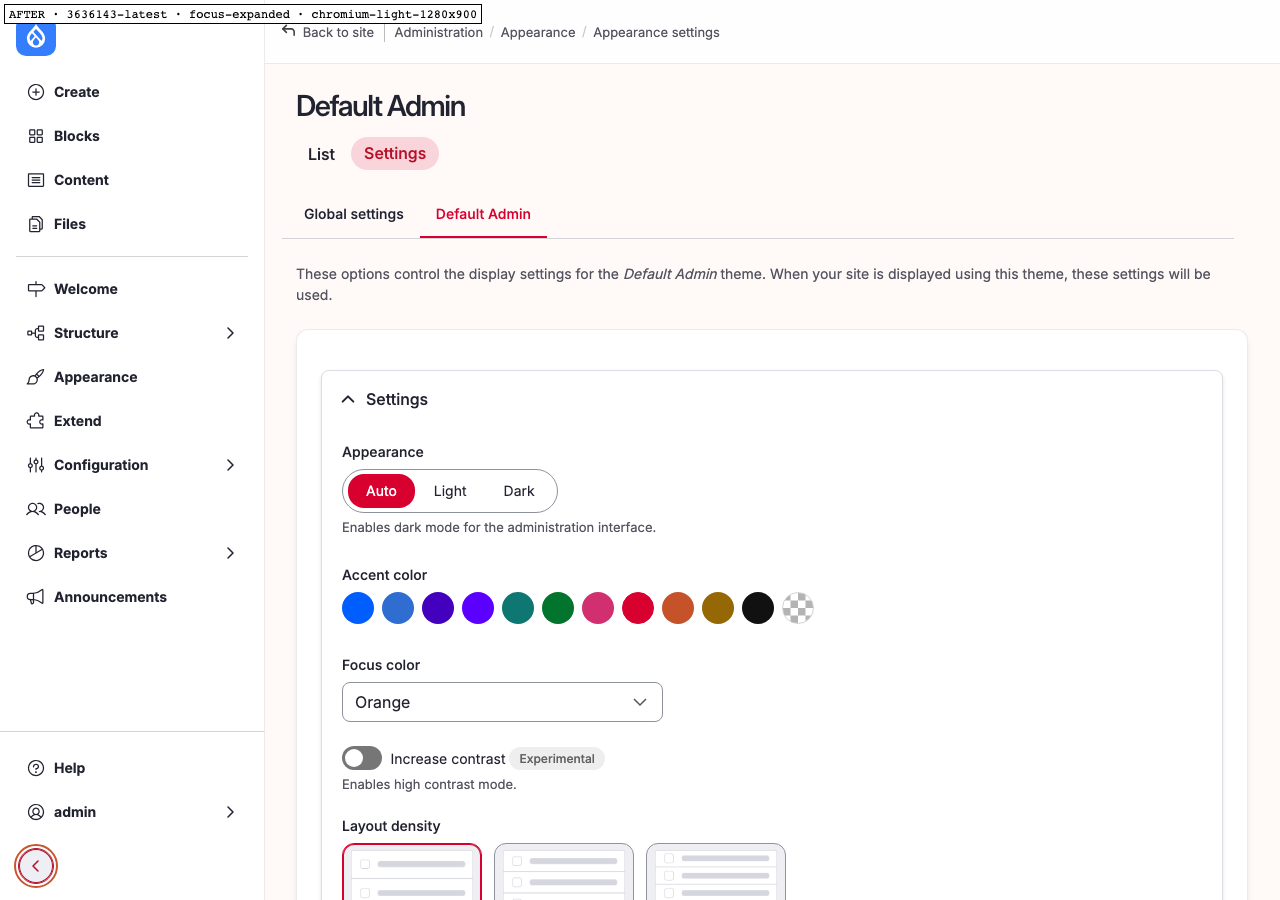 AFTER · 3636143-latest · focus-expanded · chromium-light-1280x900
Back to site
Administration / Appearance / Appearance settings
Create
Blocks
Content
Files
Welcome
Structure
Appearance
Extend
Configuration
People
Reports
Announcements
Help
admin
Default Admin
List
Settings
Global settings
Default Admin
These options control the display settings for the Default Admin theme. When your site is displayed using this theme, these settings will be
used.
Settings
Appearance
Auto
Light
Dark
Enables dark mode for the administration interface.
Accent color
Focus color
Orange
Increase contrast
Experimental
Enables high contrast mode.
Layout density